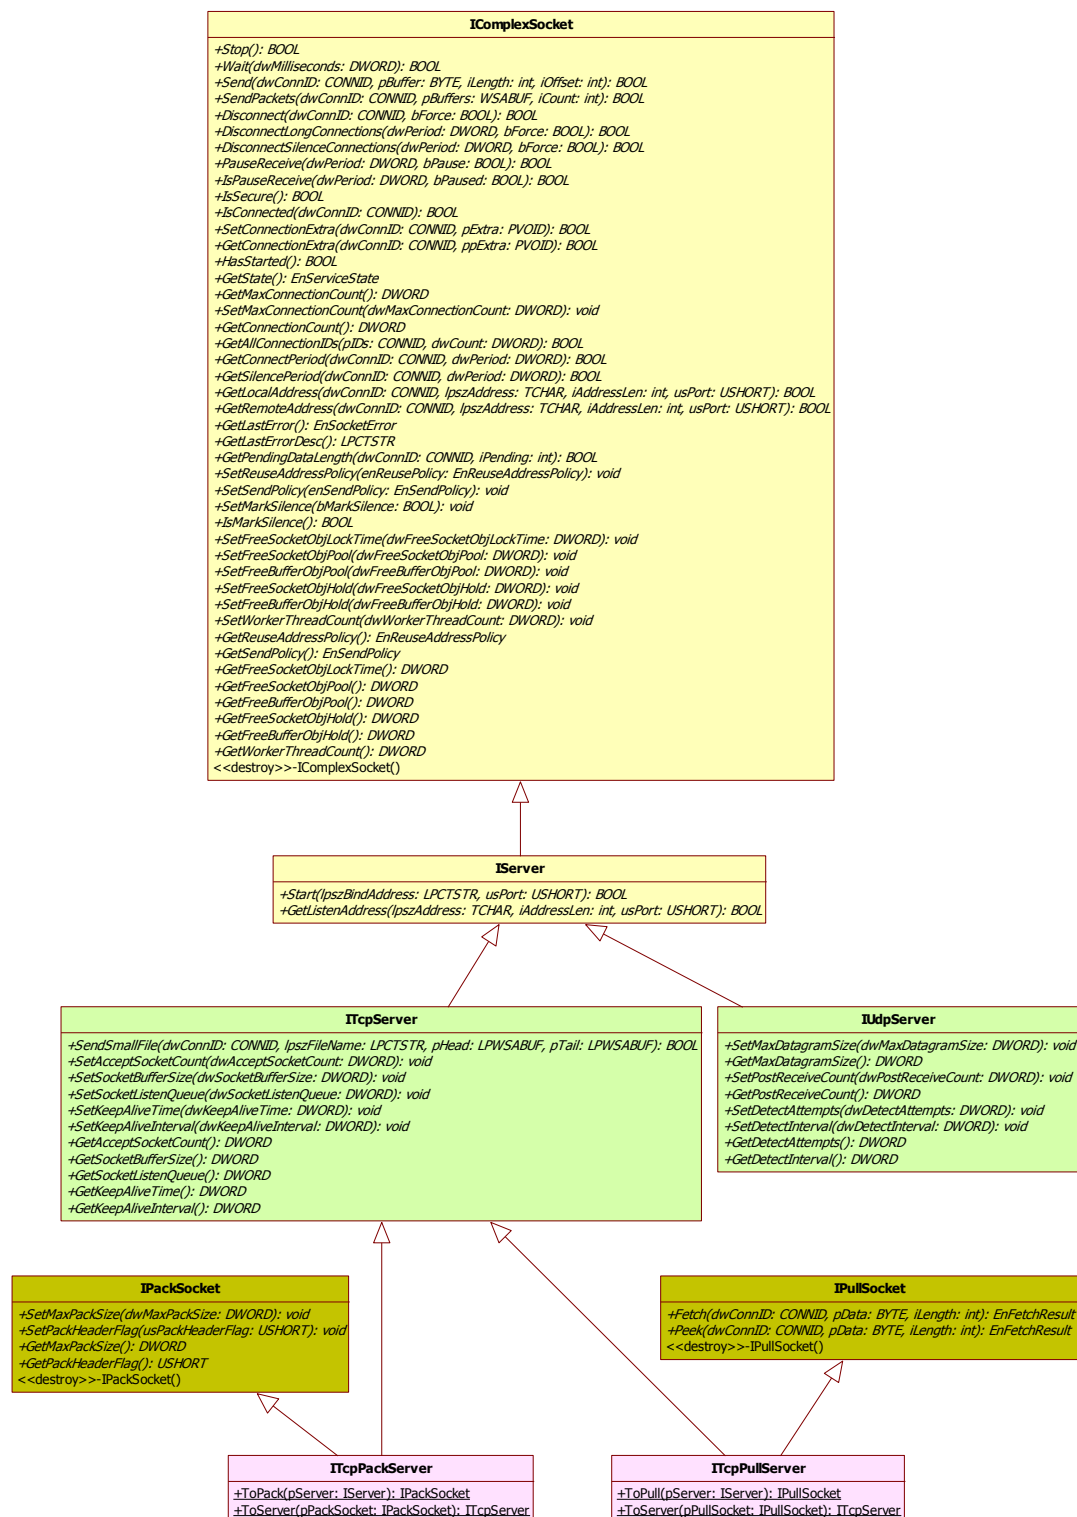 IComplexSocket
+Stop(): BOOL
+Wait(dwMilliseconds: DWORD): BOOL
+Send(dwConnID: CONNID, pBuffer: BYTE, iLength: int, iOffset: int): BOOL
+SendPackets(dwConnID: CONNID, pBuffers: WSABUF, iCount: int): BOOL
+Disconnect(dwConnID: CONNID, bForce: BOOL): BOOL
+DisconnectLongConnections(dwPeriod: DWORD, bForce: BOOL): BOOL
+DisconnectSilenceConnections(dwPeriod: DWORD, bForce: BOOL): BOOL
+PauseReceive(dwPeriod: DWORD, bPause: BOOL): BOOL
+IsPauseReceive(dwPeriod: DWORD, bPaused: BOOL): BOOL
+IsSecure(): BOOL
+IsConnected(dwConnID: CONNID): BOOL
+SetConnectionExtra(dwConnID: CONNID, pExtra: PVOID): BOOL
+GetConnectionExtra(dwConnID: CONNID, ppExtra: PVOID): BOOL
+HasStarted(): BOOL
+GetState(): EnServiceState
+GetMaxConnectionCount(): DWORD
+SetMaxConnectionCount(dwMaxConnectionCount: DWORD): void
+GetConnectionCount(): DWORD
+GetAllConnectionIDs(pIDs: CONNID, dwCount: DWORD): BOOL
+GetConnectPeriod(dwConnID: CONNID, dwPeriod: DWORD): BOOL
+GetSilencePeriod(dwConnID: CONNID, dwPeriod: DWORD): BOOL
+GetLocalAddress(dwConnID: CONNID, lpszAddress: TCHAR, iAddressLen: int, usPort: USHORT): BOOL
+GetRemoteAddress(dwConnID: CONNID, lpszAddress: TCHAR, iAddressLen: int, usPort: USHORT): BOOL
+GetLastError(): EnSocketError
+GetLastErrorDesc(): LPCTSTR
+GetPendingDataLength(dwConnID: CONNID, iPending: int): BOOL
+SetReuseAddressPolicy(enReusePolicy: EnReuseAddressPolicy): void
+SetSendPolicy(enSendPolicy: EnSendPolicy): void
+SetMarkSilence(bMarkSilence: BOOL): void
+IsMarkSilence(): BOOL
+SetFreeSocketObjLockTime(dwFreeSocketObjLockTime: DWORD): void
+SetFreeSocketObjPool(dwFreeSocketObjPool: DWORD): void
+SetFreeBufferObjPool(dwFreeBufferObjPool: DWORD): void
+SetFreeSocketObjHold(dwFreeSocketObjHold: DWORD): void
+SetFreeBufferObjHold(dwFreeBufferObjHold: DWORD): void
+SetWorkerThreadCount(dwWorkerThreadCount: DWORD): void
+GetReuseAddressPolicy(): EnReuseAddressPolicy
+GetSendPolicy(): EnSendPolicy
+GetFreeSocketObjLockTime(): DWORD
+GetFreeSocketObjPool(): DWORD
+GetFreeBufferObjPool(): DWORD
+GetFreeSocketObjHold(): DWORD
+GetFreeBufferObjHold(): DWORD
+GetWorkerThreadCount(): DWORD
<<destroy>>-IComplexSocket()
IServer
+Start(lpszBindAddress: LPCTSTR, usPort: USHORT): BOOL
+GetListenAddress(lpszAddress: TCHAR, iAddressLen: int, usPort: USHORT): BOOL
ITcpServer
+SendSmallFile(dwConnID: CONNID, lpszFileName: LPCTSTR, pHead: LPWSABUF, pTail: LPWSABUF): BOOL
+SetAcceptSocketCount(dwAcceptSocketCount: DWORD): void
+SetSocketBufferSize(dwSocketBufferSize: DWORD): void
+SetSocketListenQueue(dwSocketListenQueue: DWORD): void
+SetKeepAliveTime(dwKeepAliveTime: DWORD): void
+SetKeepAliveInterval(dwKeepAliveInterval: DWORD): void
+GetAcceptSocketCount(): DWORD
+GetSocketBufferSize(): DWORD
+GetSocketListenQueue(): DWORD
+GetKeepAliveTime(): DWORD
+GetKeepAliveInterval(): DWORD
IUdpServer
+SetMaxDatagramSize(dwMaxDatagramSize: DWORD): void
+GetMaxDatagramSize(): DWORD
+SetPostReceiveCount(dwPostReceiveCount: DWORD): void
+GetPostReceiveCount(): DWORD
+SetDetectAttempts(dwDetectAttempts: DWORD): void
+SetDetectInterval(dwDetectInterval: DWORD): void
+GetDetectAttempts(): DWORD
+GetDetectInterval(): DWORD
IPackSocket
+SetMaxPackSize(dwMaxPackSize: DWORD): void
+SetPackHeaderFlag(usPackHeaderFlag: USHORT): void
+GetMaxPackSize(): DWORD
+GetPackHeaderFlag(): USHORT
<<destroy>>-IPackSocket()
IPullSocket
+Fetch(dwConnID: CONNID, pData: BYTE, iLength: int): EnFetchResult
+Peek(dwConnID: CONNID, pData: BYTE, iLength: int): EnFetchResult
<<destroy>>-IPullSocket()
ITcpPackServer
+ToPack(pServer: IServer): IPackSocket
+ToServer(pPackSocket: IPackSocket): ITcpServer
ITcpPullServer
+ToPull(pServer: IServer): IPullSocket
+ToServer(pPullSocket: IPullSocket): ITcpServer